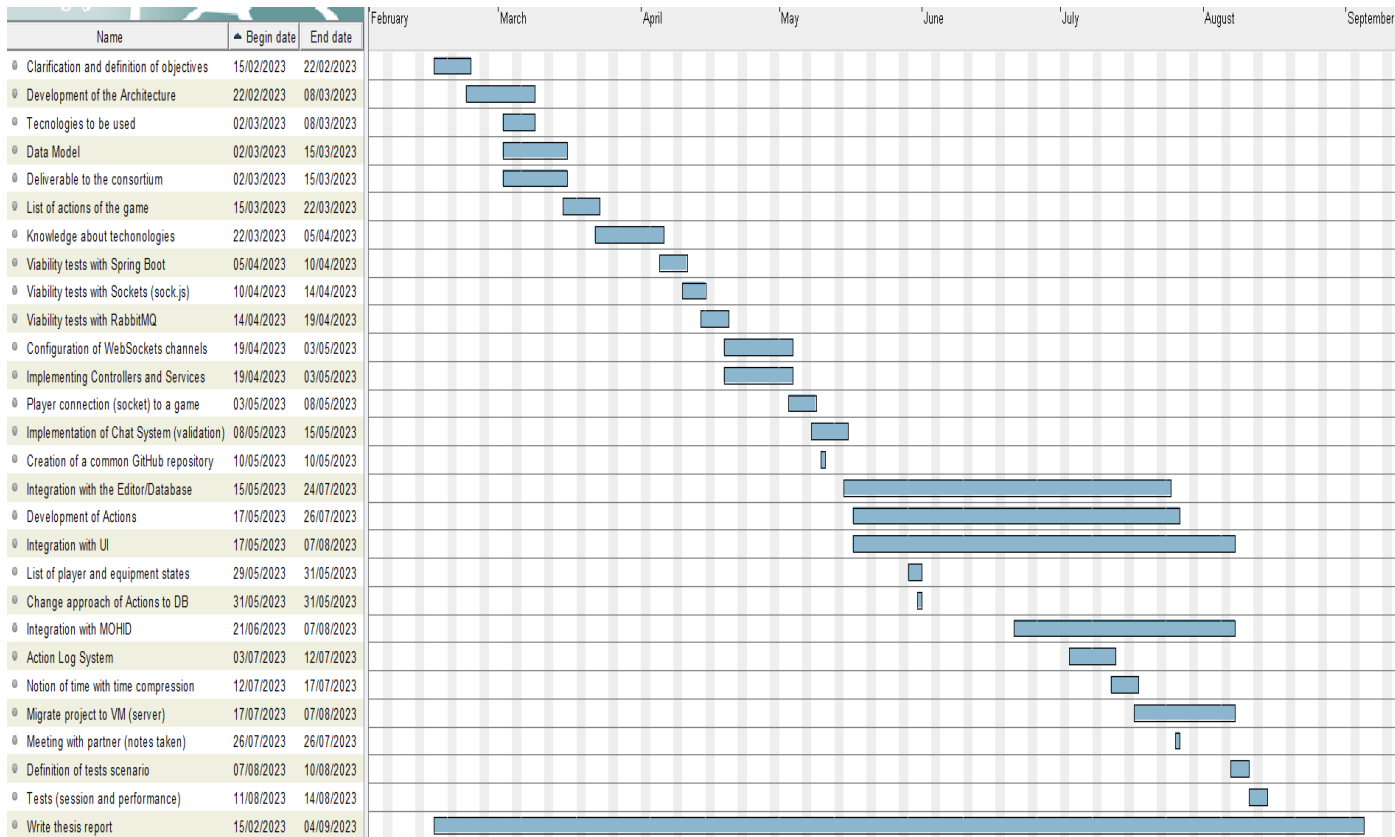 February March April May June July August September
Name Begin date End date
Clarification and definition of objectives 15/02/2023 22/02/2023
Development of the Architecture 22/02/2023 08/03/2023
Tecnologies to be used 02/03/2023 08/03/2023
Data Model 02/03/2023 15/03/2023
Deliverable to the consortium 02/03/2023 15/03/2023
List of actions of the game 15/03/2023 22/03/2023
Knowledge about techonologies 22/03/2023 05/04/2023
Viability tests with Spring Boot 05/04/2023 10/04/2023
Viability tests with Sockets (sock.js) 10/04/2023 14/04/2023
Viability tests with RabbitMQ 14/04/2023 19/04/2023
Configuration of WebSockets channels 19/04/2023 03/05/2023
Implementing Controllers and Services 19/04/2023 03/05/2023
Player connection (socket) to a game 03/05/2023 08/05/2023
Implementation of Chat System (validation) 08/05/2023 15/05/2023
Creation of a common GitHub repository 10/05/2023 10/05/2023
Integration with the Editor/Database 15/05/2023 24/07/2023
Development of Actions 17/05/2023 26/07/2023
Integration with UI 17/05/2023 07/08/2023
List of player and equipment states 29/05/2023 31/05/2023
Change approach of Actions to DB 31/05/2023 31/05/2023
Integration with MOHID 21/06/2023 07/08/2023
Action Log System 03/07/2023 12/07/2023
Notion of time with time compression 12/07/2023 17/07/2023
Migrate project to VM (server) 17/07/2023 07/08/2023
Meeting with partner (notes taken) 26/07/2023 26/07/2023
Definition of tests scenario 07/08/2023 10/08/2023
Tests (session and performance) 11/08/2023 14/08/2023
Write thesis report 15/02/2023 04/09/2023